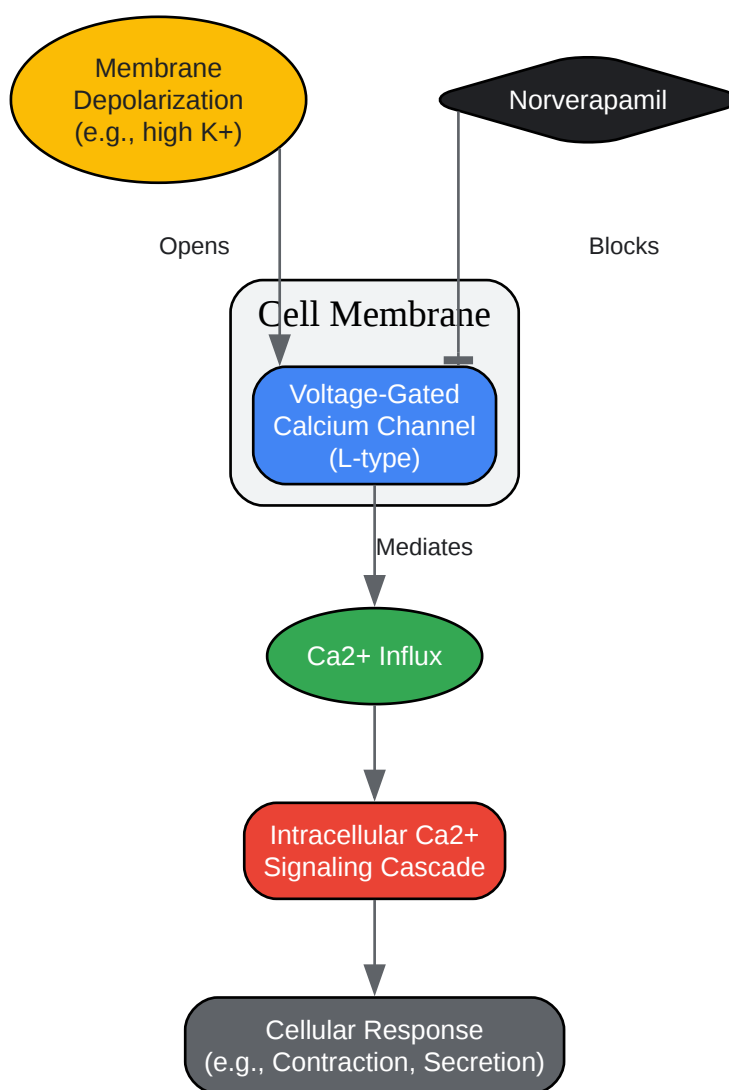 Membrane
Depolarization
(e.g., high K+)
Norverapamil
Opens
Blocks
Cell Membrane
Voltage-Gated
Calcium Channel
(L-type)
Mediates
Ca2+ Influx
Intracellular Ca2+
Signaling Cascade
Cellular Response
(e.g., Contraction, Secretion)